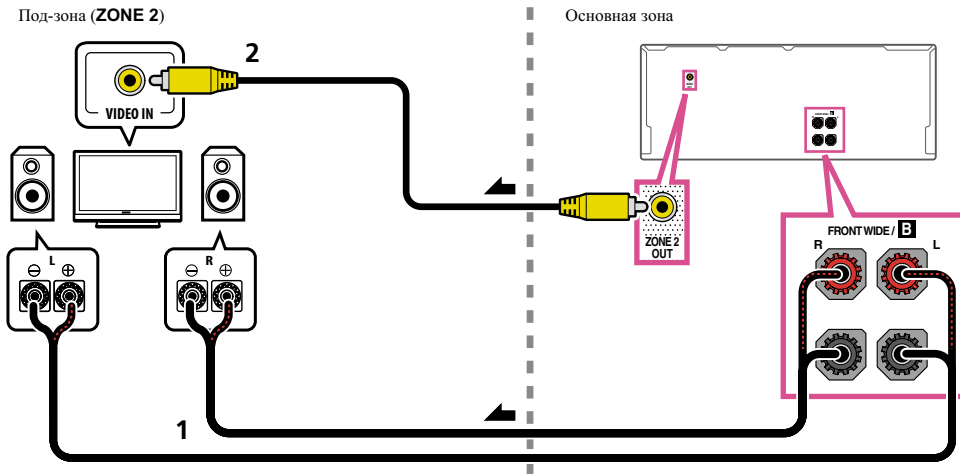 Под-зона (ZONE 2)
Основная зона
2
VIDEO IN
ZONE 2
OUT
FRONT WIDE / B
R
L
L
R
⊖ ⊕
⊖ ⊕
1